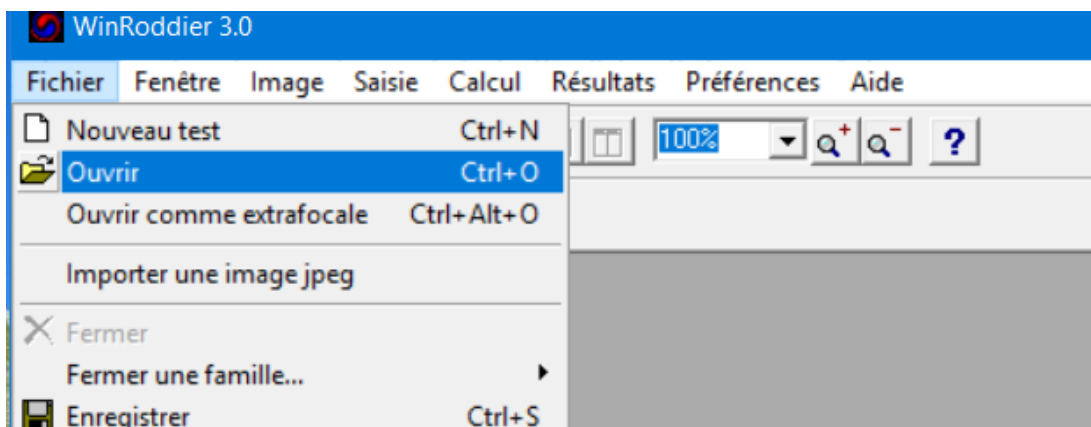 WinRoddier 3.0
Fichier Fenêtre Image Saisie Calcul Résultats Préférences Aide
Nouveau test Ctrl+N
100% ?
Ouvrir Ctrl+O
Ouvrir comme extrafocale Ctrl+Alt+O
Importer une image jpeg
Fermer
Fermer une famille...
Enregistrer Ctrl+S